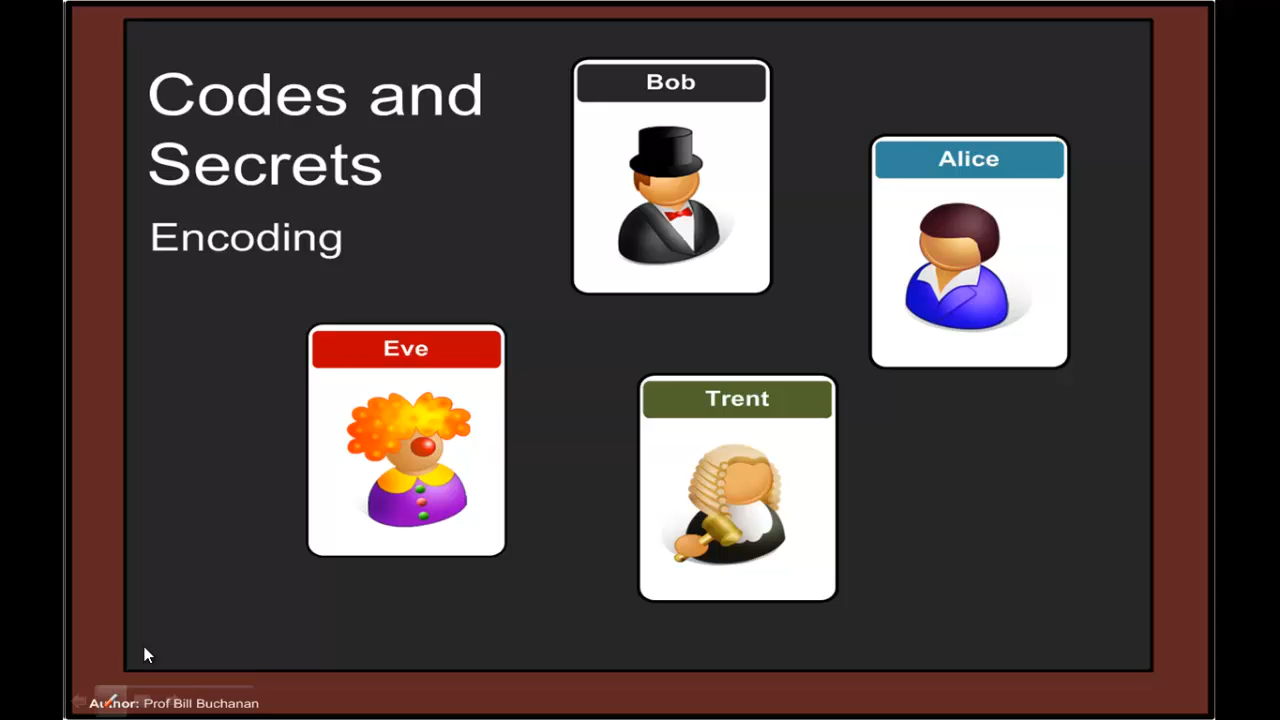 Codes and
Secrets
Encoding
Bob
Alice
Eve
Trent
Author: Prof Bill Buchanan